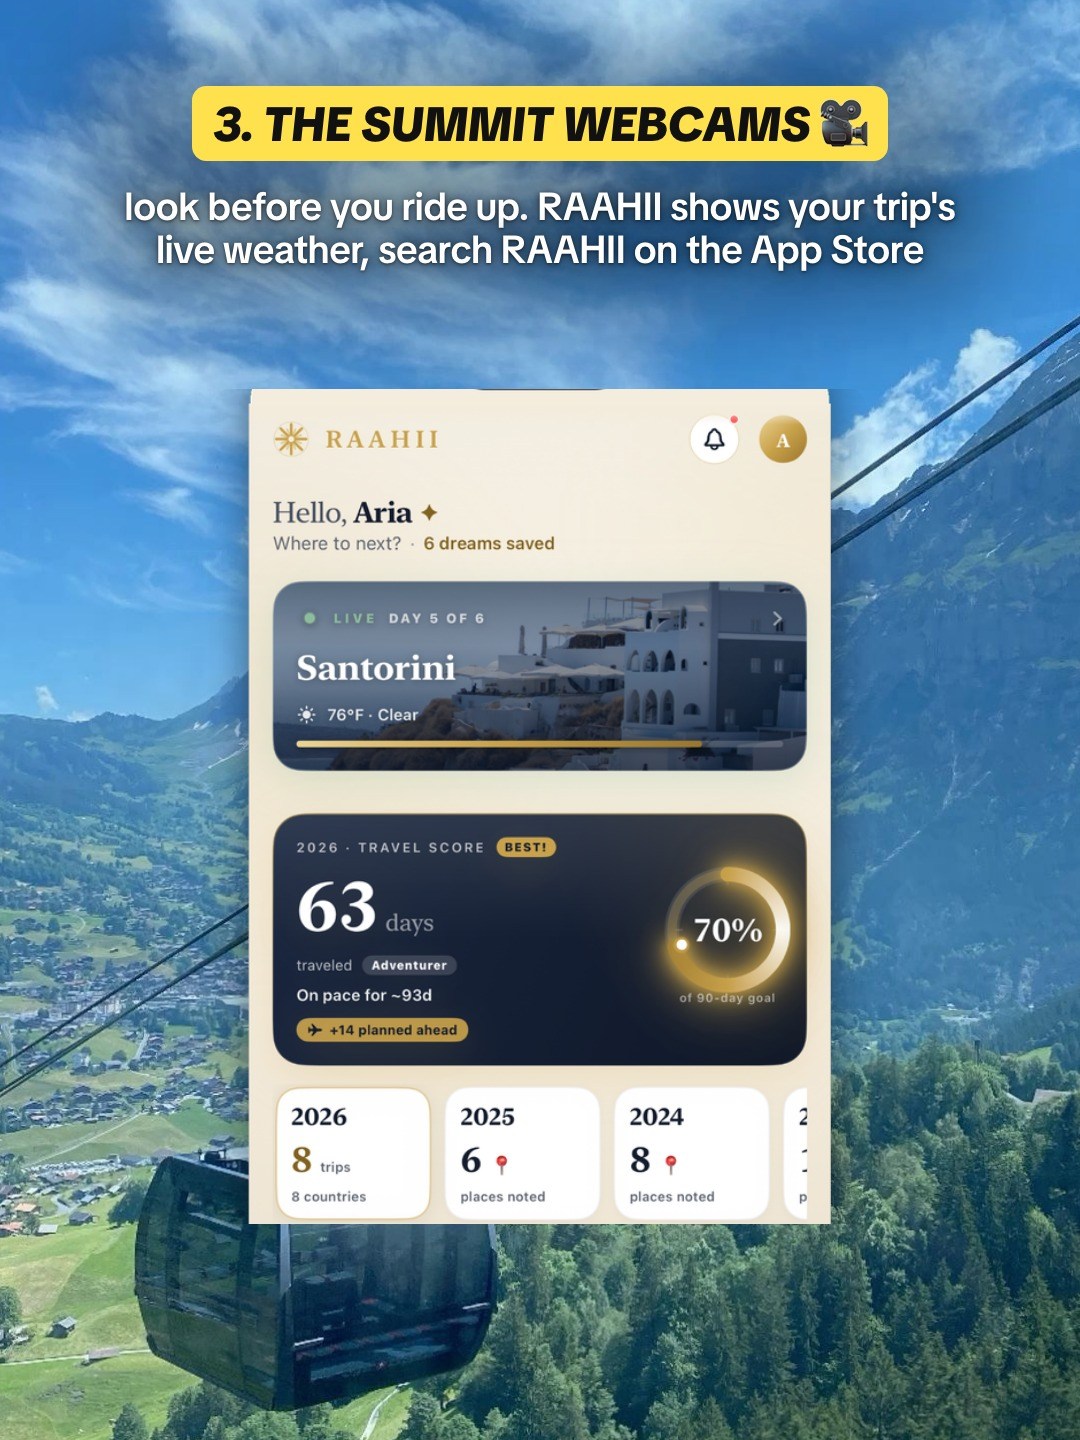 3. THE SUMMIT WEBCAMS 🎥
look before you ride up. RAAHII shows your trip's
live weather, search RAAHII on the App Store
RAAHII
A
Hello, Aria ✦
Where to next? · 6 dreams saved
LIVE DAY 5 OF 6
Santorini
76°F · Clear
2026 · TRAVEL SCORE BEST!
63 days
70%
traveled Adventurer
On pace for ~93d
of 90-day goal
+14 planned ahead
2026
8 trips
8 countries
2025
6 📍
places noted
2024
8 📍
places noted